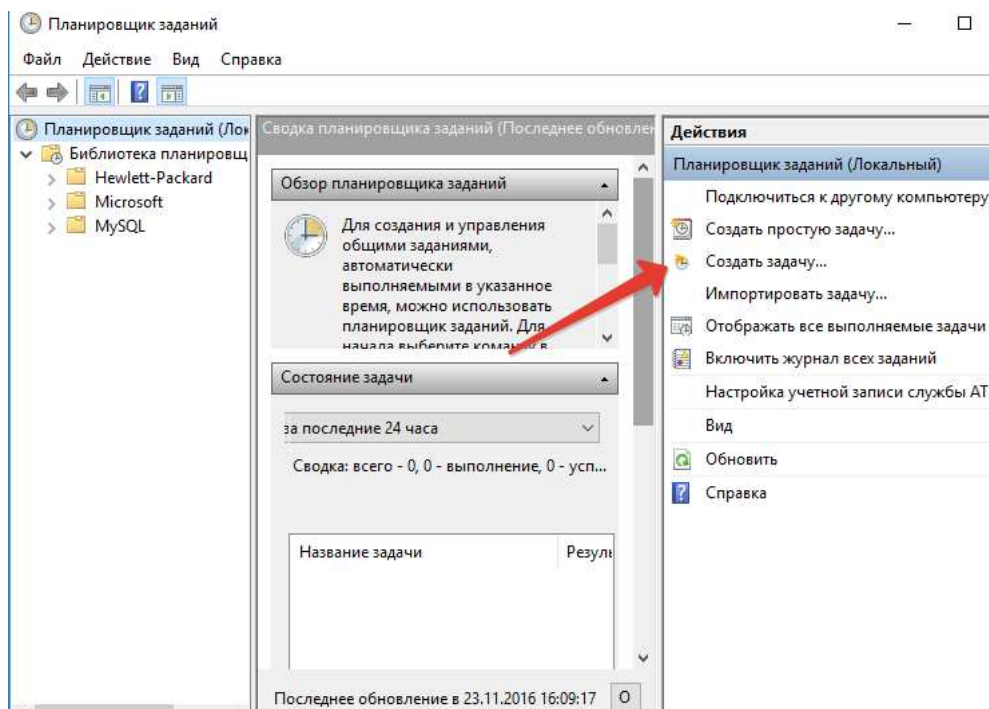 Планировщик заданий
Файл Действие Вид Справка
Планировщик заданий (Лок
Библиотека планировщ
Hewlett-Packard
Microsoft
MySQL
Сводка планировщика заданий (Последнее обновлен
Обзор планировщика заданий
Для создания и управления
общими заданиями,
автоматически
выполняемыми в указанное
время, можно использовать
планировщик заданий. Для
начала выберите команду в
Состояние задачи
за последние 24 часа
Сводка: всего - 0, 0 - выполнение, 0 - усп...
Название задачи Резуль
Последнее обновление в 23.11.2016 16:09:17 О
Действия
Планировщик заданий (Локальный)
Подключиться к другому компьютеру
Создать простую задачу...
Создать задачу...
Импортировать задачу...
Отображать все выполняемые задачи
Включить журнал всех заданий
Настройка учетной записи службы AT
Вид
Обновить
Справка